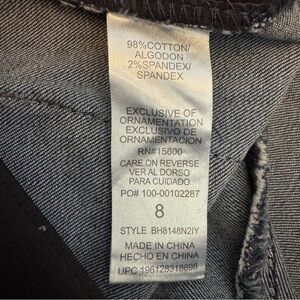 98%COTTON/
ALGODON
2%SPANDEX/
SPANDEX
EXCLUSIVE OF
ORNAMENTATION
EXCLUSIVO DE
ORNAMENTACION
RN#15600
CARE ON REVERSE
VER AL DORSO
PARA CUIDADO
PO# 100-00102287
8
STYLE BH8148N2IY
MADE IN CHINA
HECHO EN CHINA
UPC 196128318698